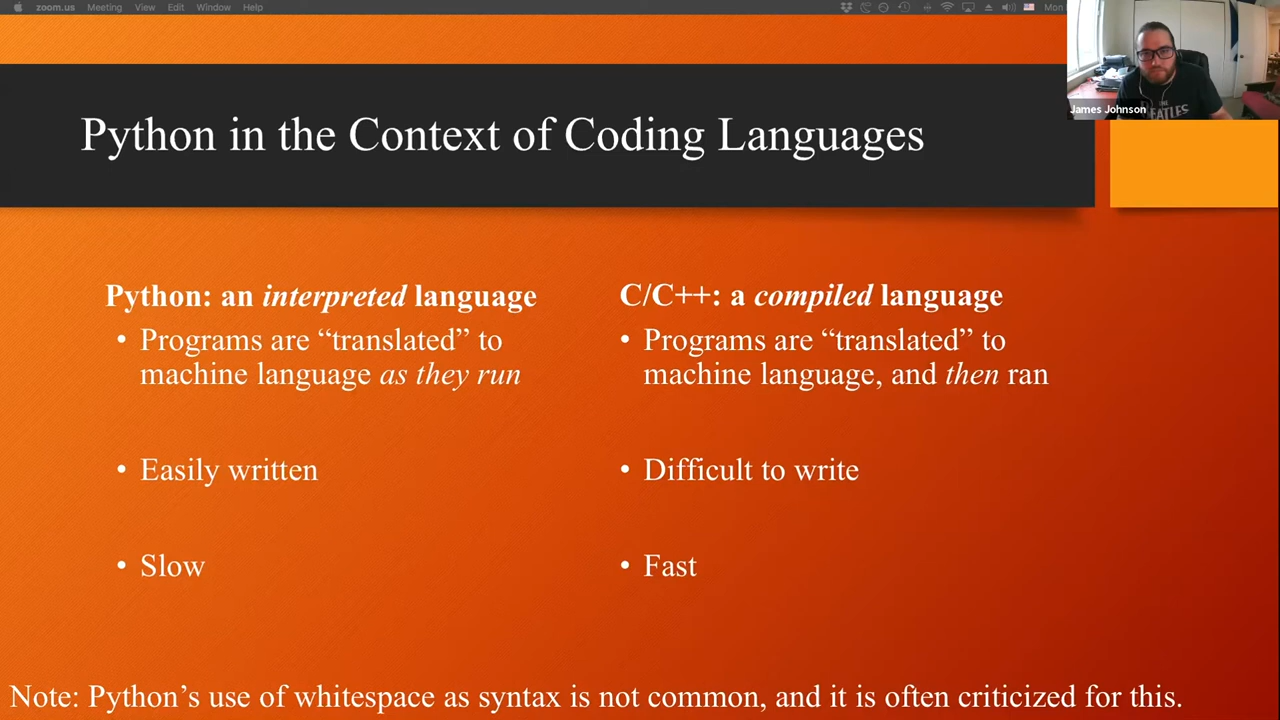 zoom.us Meeting View Edit Window Help Mon
James Johnson
THE
BEATLES
Python in the Context of Coding Languages
Python: an interpreted language
• Programs are “translated” to
machine language as they run
• Easily written
• Slow
C/C++: a compiled language
• Programs are “translated” to
machine language, and then ran
• Difficult to write
• Fast
Note: Python’s use of whitespace as syntax is not common, and it is often criticized for this.